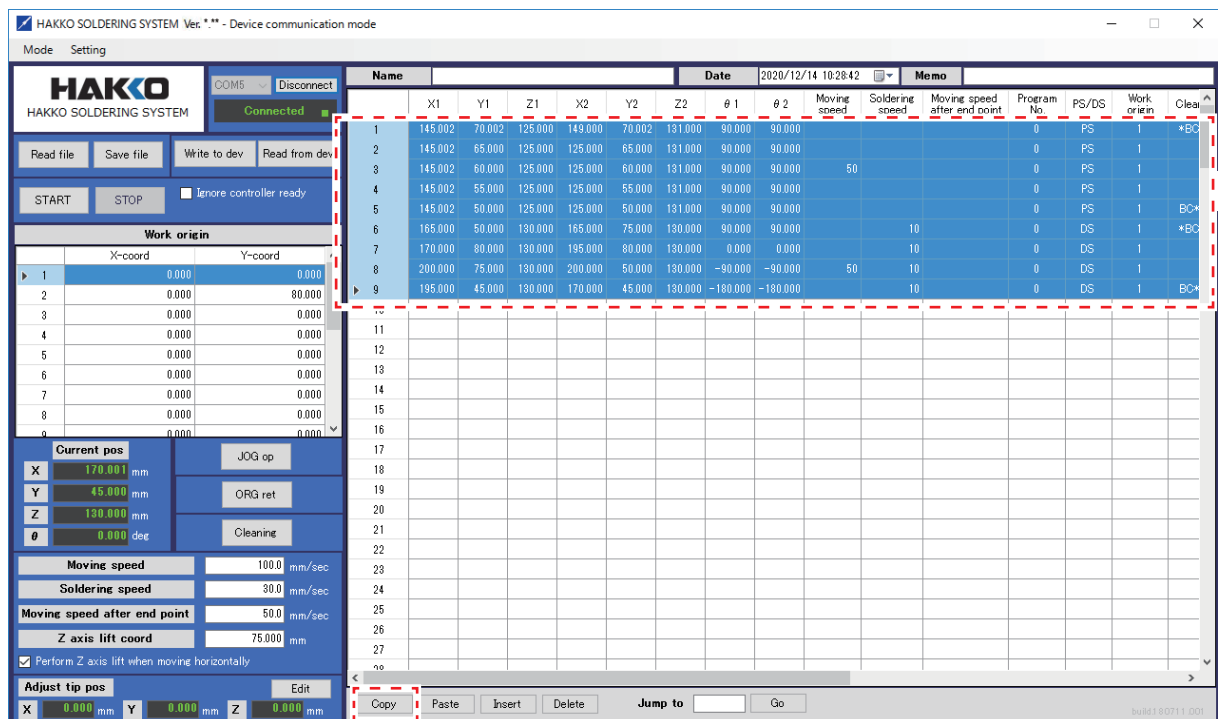 HAKKO SOLDERING SYSTEM Ver. *.** - Device communication mode
Mode Setting
HAKKO
HAKKO SOLDERING SYSTEM
COM5 Disconnect
Connected
Read file Save file Write to dev Read from dev
START STOP Ignore controller ready
Work origin
X-coord Y-coord
1 0.000 0.000
2 0.000 80.000
3 0.000 0.000
4 0.000 0.000
5 0.000 0.000
6 0.000 0.000
7 0.000 0.000
8 0.000 0.000
9 0.000 0.000
Current pos
X 170.001 mm
Y 45.000 mm
Z 130.000 mm
θ 0.000 deg
JOG op
ORG ret
Cleaning
Moving speed 100.0 mm/sec
Soldering speed 30.0 mm/sec
Moving speed after end point 50.0 mm/sec
Z axis lift coord 75.000 mm
Perform Z axis lift when moving horizontally
Adjust tip pos Edit
X 0.000 mm Y 0.000 mm Z 0.000 mm
Name Date 2020/12/14 10:28:42 Memo
X1 Y1 Z1 X2 Y2 Z2 θ 1 θ 2 Moving speed Soldering speed Moving speed after end point Program No. PS/DS Work origin Clear
1 145.002 70.002 125.000 149.000 70.002 131.000 90.000 90.000 0 PS 1 *BC
2 145.002 65.000 125.000 125.000 65.000 131.000 90.000 90.000 0 PS 1
3 145.002 60.000 125.000 125.000 60.000 131.000 90.000 90.000 50 0 PS 1
4 145.002 55.000 125.000 125.000 55.000 131.000 90.000 90.000 0 PS 1
5 145.002 50.000 125.000 125.000 50.000 131.000 90.000 90.000 0 PS 1 BC*
6 165.000 50.000 130.000 165.000 75.000 130.000 90.000 90.000 10 0 DS 1 *BC
7 170.000 80.000 130.000 195.000 80.000 130.000 0.000 0.000 10 0 DS 1
8 200.000 75.000 130.000 200.000 50.000 130.000 -90.000 -90.000 50 10 0 DS 1
9 195.000 45.000 130.000 170.000 45.000 130.000 -180.000 -180.000 10 0 DS 1 BC*
10
11
12
13
14
15
16
17
18
19
20
21
22
23
24
25
26
27
28
Copy Paste Insert Delete Jump to Go
build.180711.001